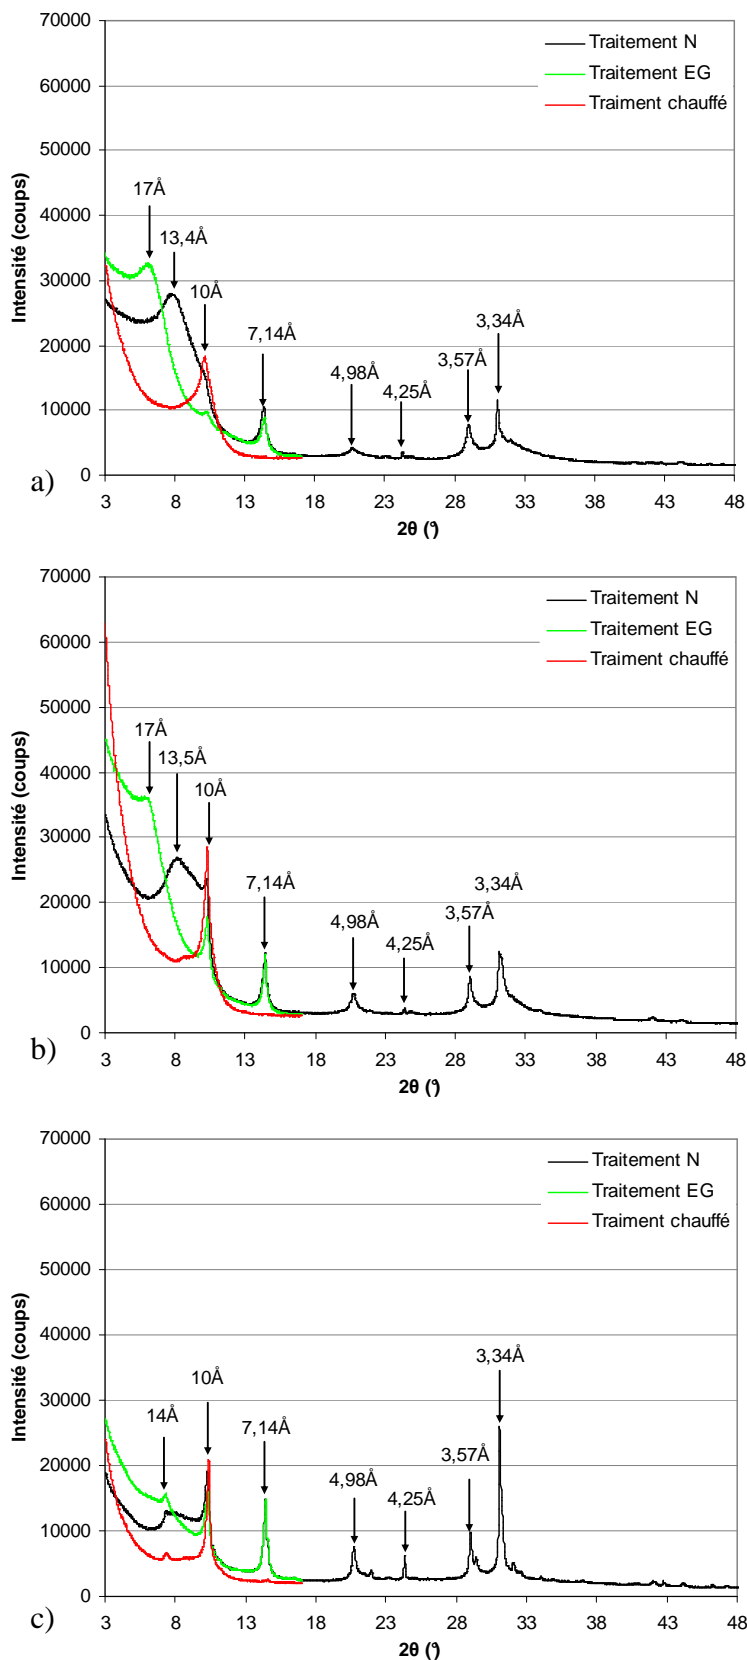 70000
60000
50000
40000
30000
20000
10000
0
Intensité (coups)
Traitement N
Traitement EG
Traiment chauffé
17Å
13,4Å
10Å
7,14Å
4,98Å
4,25Å
3,57Å
3,34Å
3 8 13 18 23 28 33 38 43 48
2θ (°)
a)
70000
60000
50000
40000
30000
20000
10000
0
Intensité (coups)
Traitement N
Traitement EG
Traiment chauffé
17Å
13,5Å
10Å
7,14Å
4,98Å
4,25Å
3,57Å
3,34Å
3 8 13 18 23 28 33 38 43 48
2θ (°)
b)
70000
60000
50000
40000
30000
20000
10000
0
Intensité (coups)
Traitement N
Traitement EG
Traiment chauffé
14Å
10Å
7,14Å
4,98Å
4,25Å
3,57Å
3,34Å
3 8 13 18 23 28 33 38 43 48
2θ (°)
c)